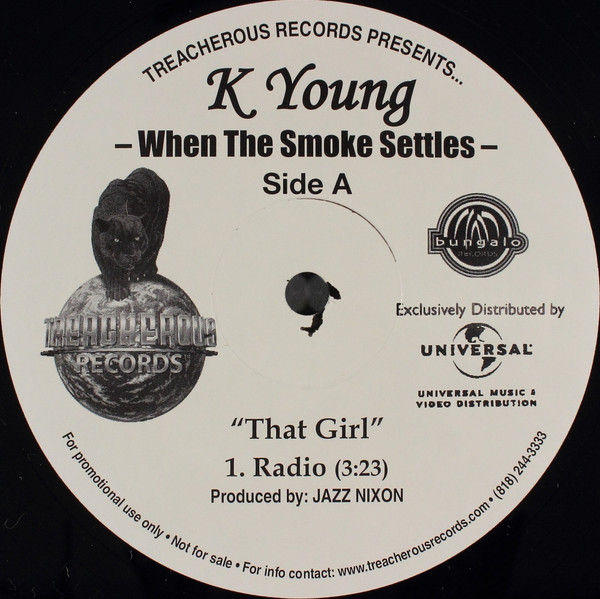 TREACHEROUS RECORDS PRESENTS...
K Young
– When The Smoke Settles –
Side A
TREACHEROUS
RECORDS™
bungalo
RECORDS
Exclusively Distributed by
UNIVERSAL
UNIVERSAL MUSIC &
VIDEO DISTRIBUTION
“That Girl”
1. Radio (3:23)
Produced by: JAZZ NIXON
For promotional use only • Not for sale • For info contact: www.treacherousrecords.com • (818) 244-3333